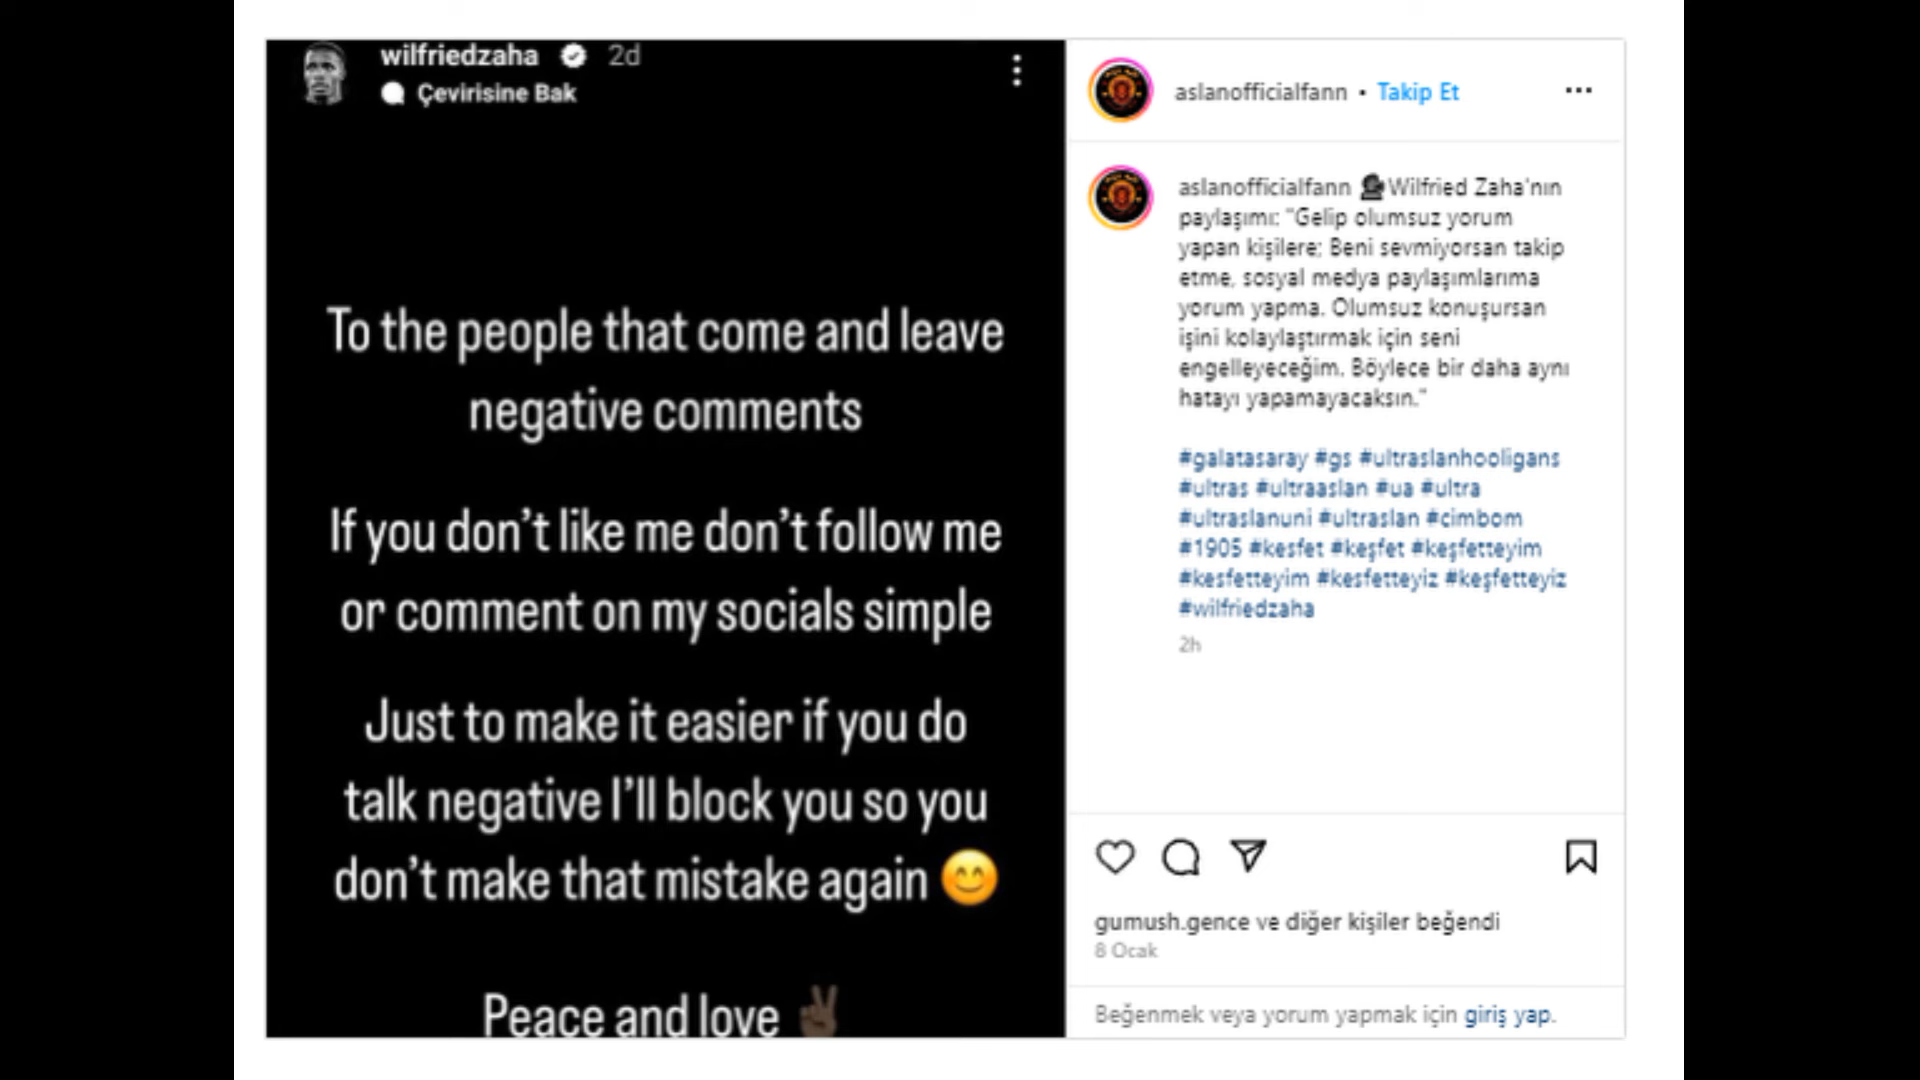 wilfriedzaha 2d
Çevirisine Bak
To the people that come and leave
negative comments
If you don’t like me don’t follow me
or comment on my socials simple
Just to make it easier if you do
talk negative I’ll block you so you
don’t make that mistake again 😊
Peace and love ✌🏿
aslanofficialfann • Takip Et
aslanofficialfann 🗣Wilfried Zaha'nın
paylaşımı: "Gelip olumsuz yorum
yapan kişilere; Beni sevmiyorsan takip
etme, sosyal medya paylaşımlarıma
yorum yapma. Olumsuz konuşursan
işini kolaylaştırmak için seni
engelleyeceğim. Böylece bir daha aynı
hatayı yapamayacaksın."
#galatasaray #gs #ultraslanhooligans
#ultras #ultraaslan #ua #ultra
#ultraslanuni #ultraslan #cimbom
#1905 #kesfet #keşfet #keşfetteyim
#kesfetteyim #kesfetteyiz #keşfetteyiz
#wilfriedzaha
2h
gumush.gence ve diğer kişiler beğendi
8 Ocak
Beğenmek veya yorum yapmak için giriş yap.